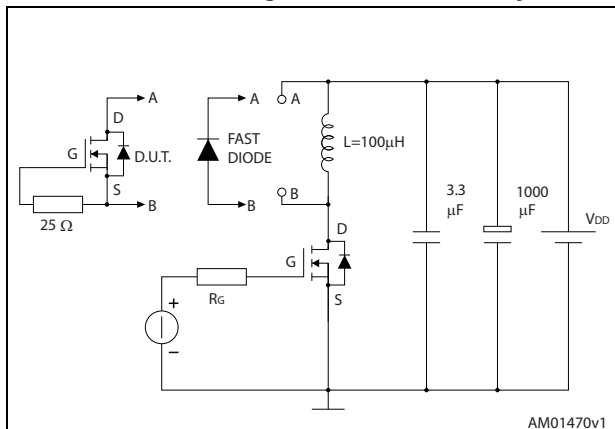 A
A
A
D
G
D.U.T.
FAST
DIODE
L=100μH
S
B
B
B
25 Ω
3.3
μF
1000
μF
VDD
D
G
S
RG
+
−
AM01470v1